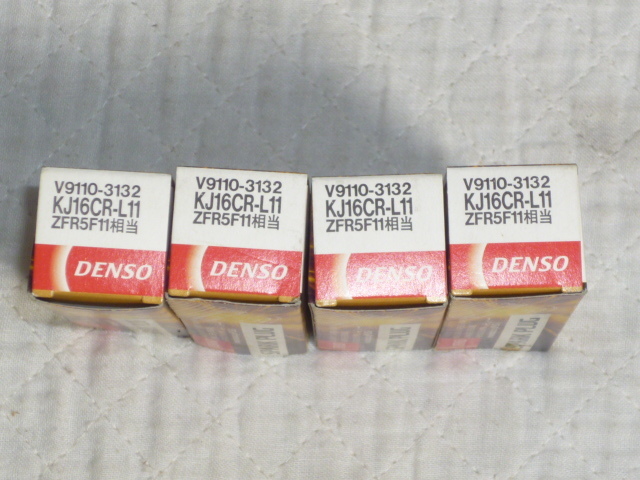 V9110-3132
KJ16CR-L11
ZFR5F11相当
DENSO
V9110-3132
KJ16CR-L11
ZFR5F11相当
DENSO
V9110-3132
KJ16CR-L11
ZFR5F11相当
DENSO
V9110-3132
KJ16CR-L11
ZFR5F11相当
DENSO
PLUG